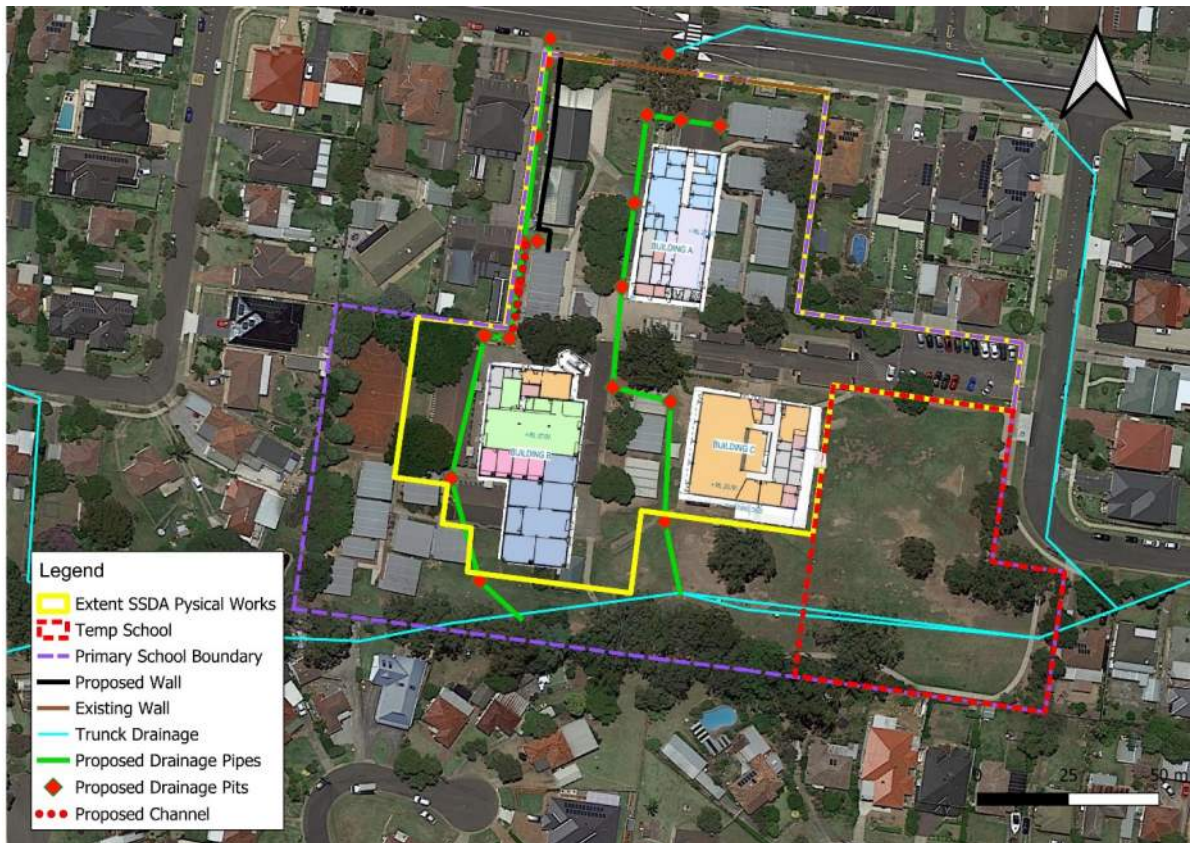 BUILDING A
BUILDING B
BUILDING C
Legend
Extent SSDA Pysical Works
Temp School
Primary School Boundary
Proposed Wall
Existing Wall
Trunck Drainage
Proposed Drainage Pipes
Proposed Drainage Pits
Proposed Channel
0 25 50 m